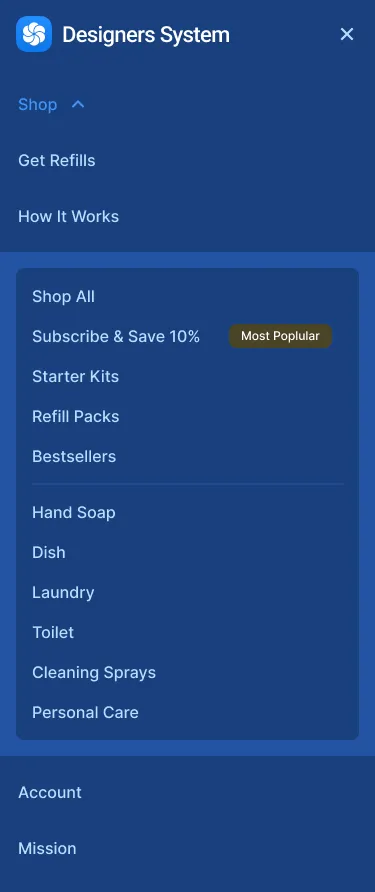 Designers System
Shop
Get Refills
How It Works
Shop All
Subscribe & Save 10%
Most Poplular
Starter Kits
Refill Packs
Bestsellers
Hand Soap
Dish
Laundry
Toilet
Cleaning Sprays
Personal Care
Account
Mission